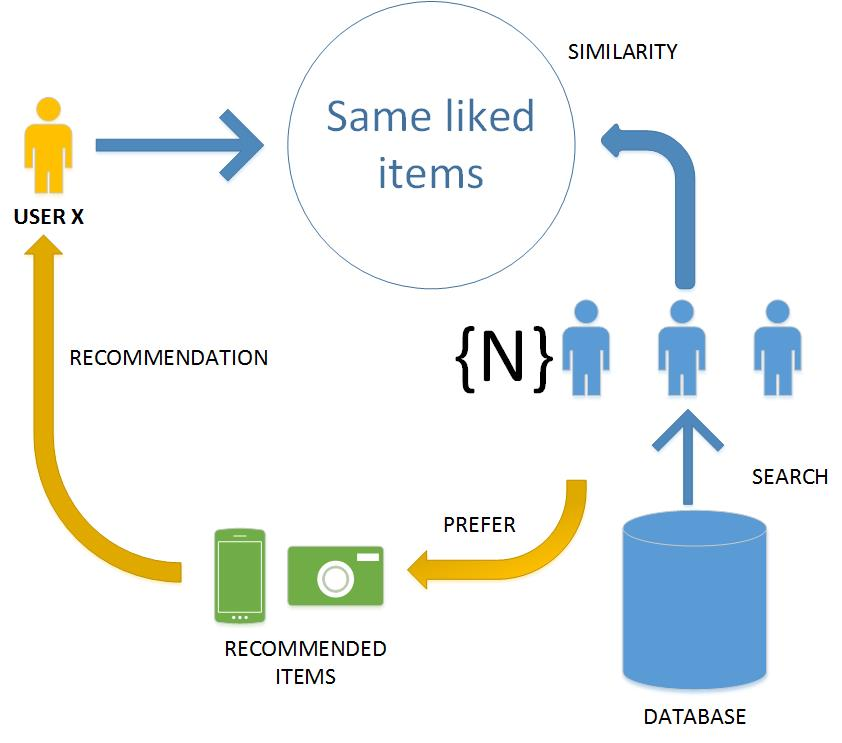 SIMILARITY
Same liked
items
USER X
{N}
RECOMMENDATION
SEARCH
PREFER
RECOMMENDED
ITEMS
DATABASE